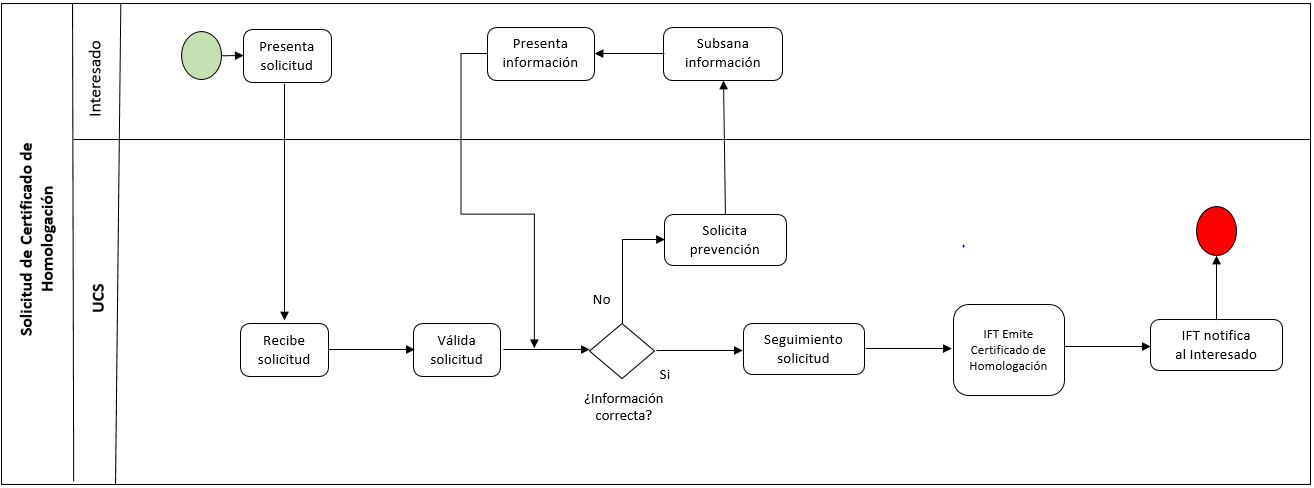 Solicitud de Certificado de
Homologación
Interesado
Presenta
solicitud
Presenta
información
Subsana
información
UCS
Solicita
prevención
No
Recibe
solicitud
Válida
solicitud
¿Información
correcta?
Si
Seguimiento
solicitud
IFT Emite
Certificado de
Homologación
IFT notifica
al Interesado